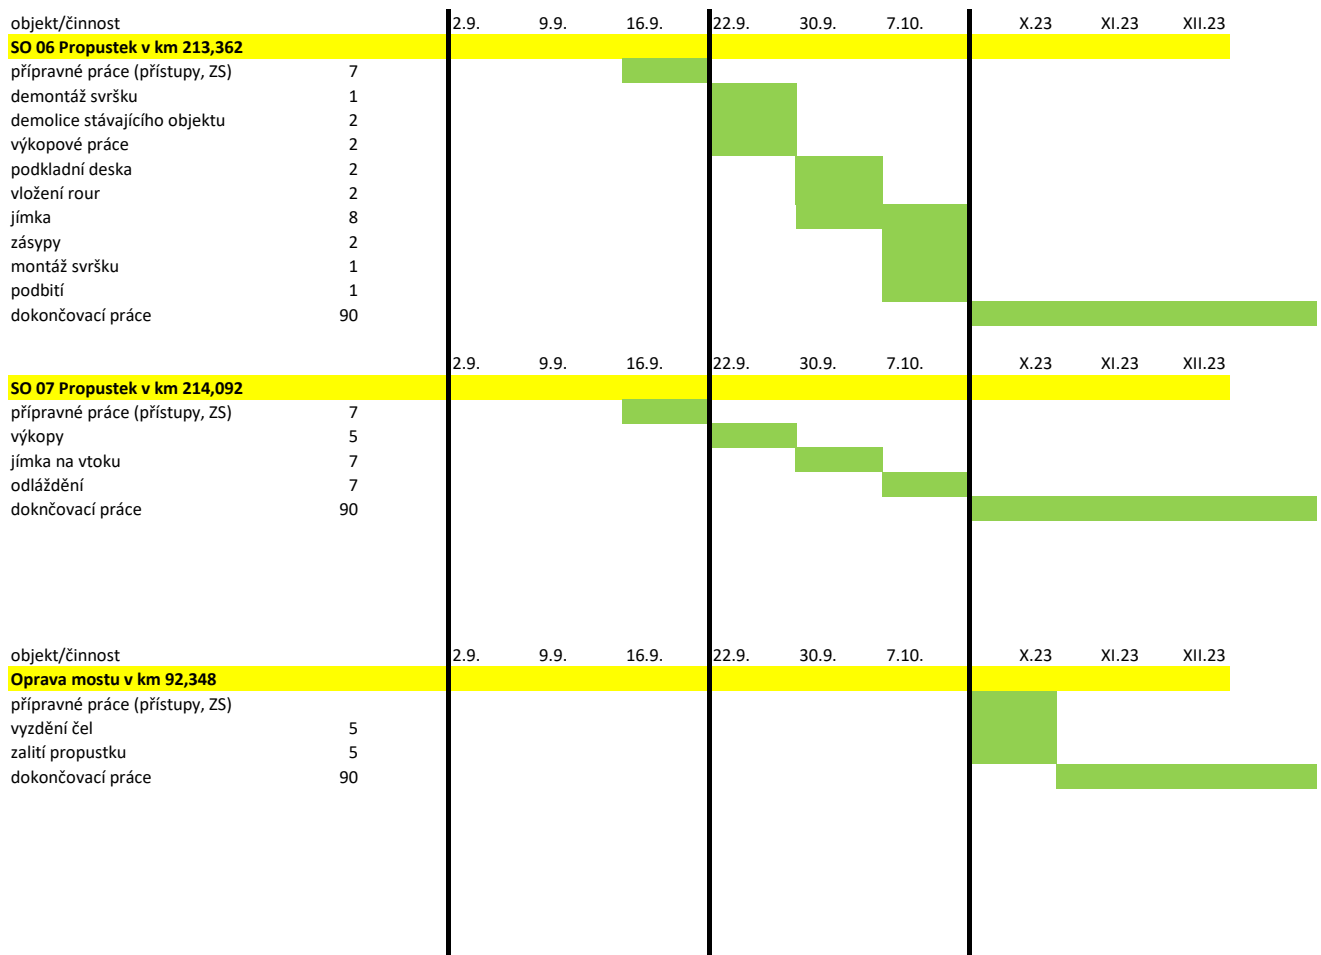 objekt/činnost 2.9. 9.9. 16.9. 22.9. 30.9. 7.10. X.23 XI.23 XII.23
SO 06 Propustek v km 213,362
přípravné práce (přístupy, ZS) 7
demontáž svršku 1
demolice stávajícího objektu 2
výkopové práce 2
podkladní deska 2
vložení rour 2
jímka 8
zásypy 2
montáž svršku 1
podbití 1
dokončovací práce 90
2.9. 9.9. 16.9. 22.9. 30.9. 7.10. X.23 XI.23 XII.23
SO 07 Propustek v km 214,092
přípravné práce (přístupy, ZS) 7
výkopy 5
jímka na vtoku 7
odláždění 7
doknčovací práce 90
objekt/činnost 2.9. 9.9. 16.9. 22.9. 30.9. 7.10. X.23 XI.23 XII.23
Oprava mostu v km 92,348
přípravné práce (přístupy, ZS)
vyzdění čel 5
zalití propustku 5
dokončovací práce 90